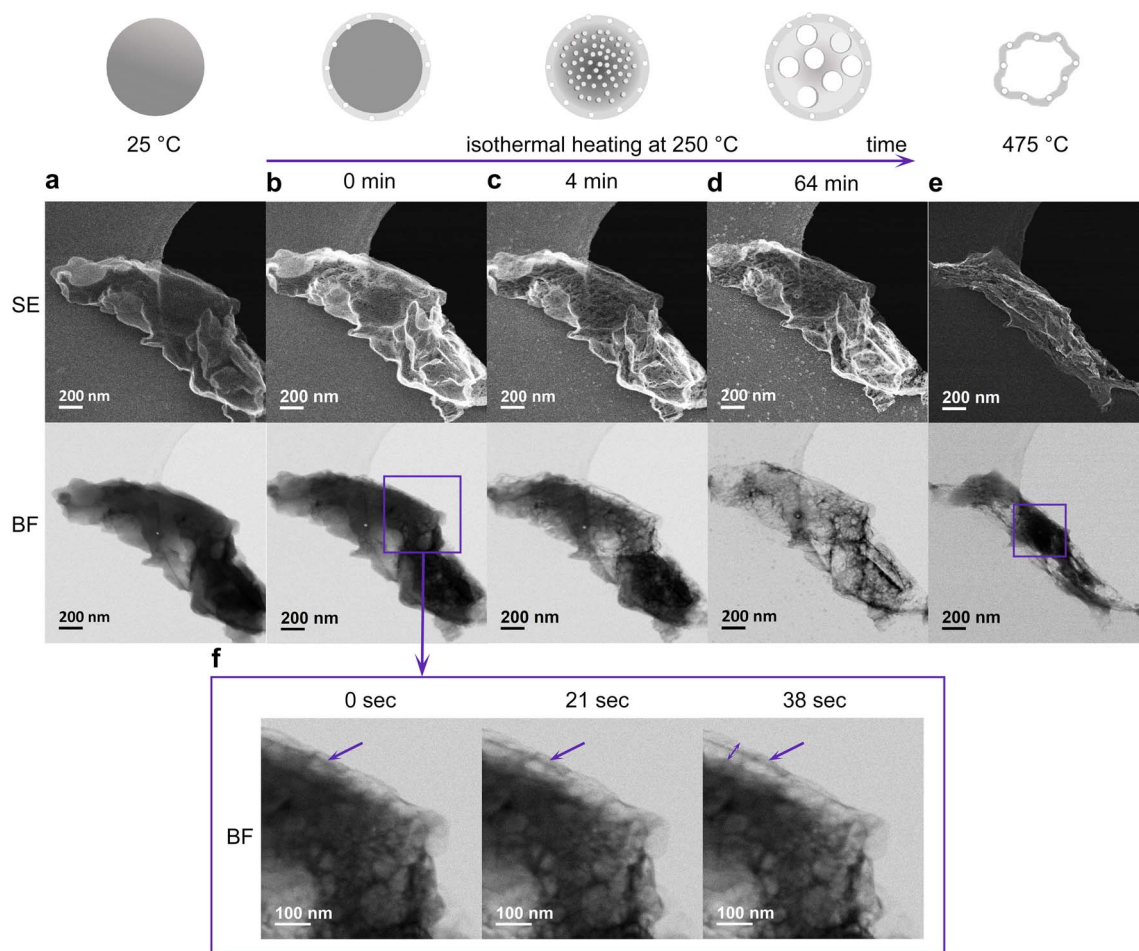 25 °C
isothermal heating at 250 °C
time
475 °C
a
b
0 min
c
4 min
d
64 min
e
SE
200 nm
200 nm
200 nm
200 nm
200 nm
BF
200 nm
200 nm
200 nm
200 nm
200 nm
f
0 sec
21 sec
38 sec
BF
100 nm
100 nm
100 nm